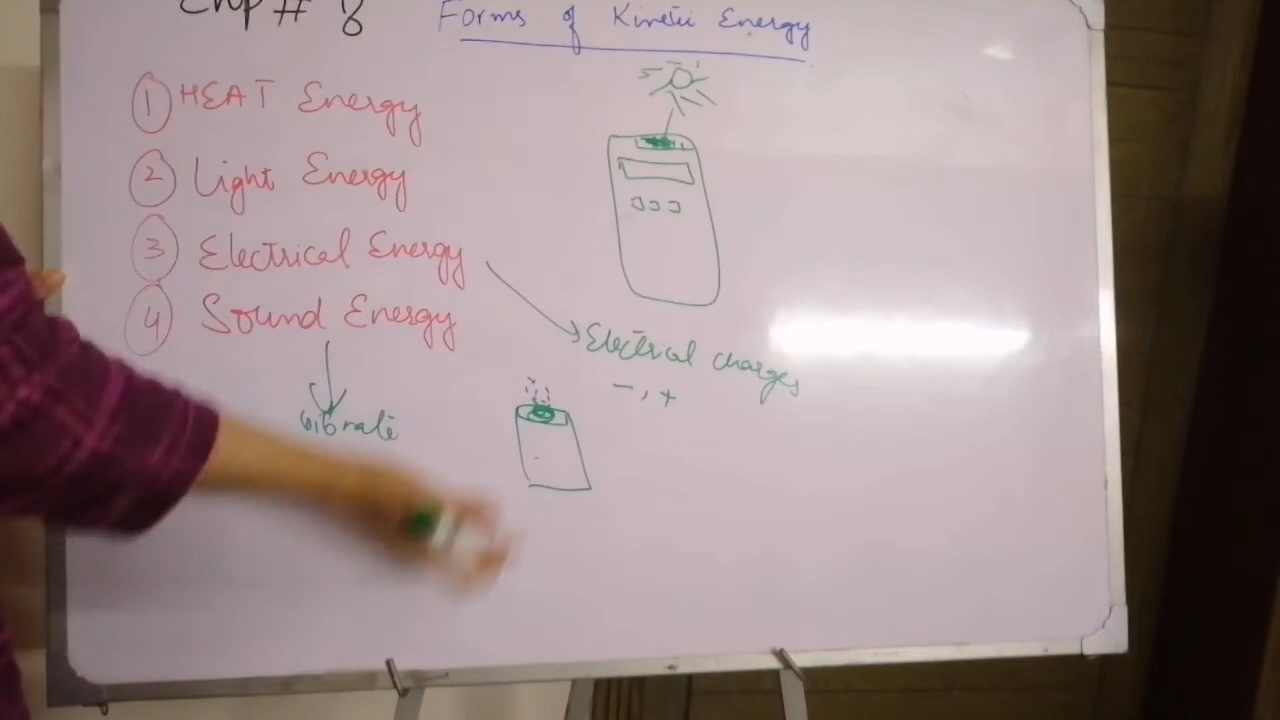 Chp # 8
Forms of Kinetic Energy
1 HEAT Energy
2 Light Energy
3 Electrical Energy
4 Sound Energy
Electrical charges
-, +
vibrate